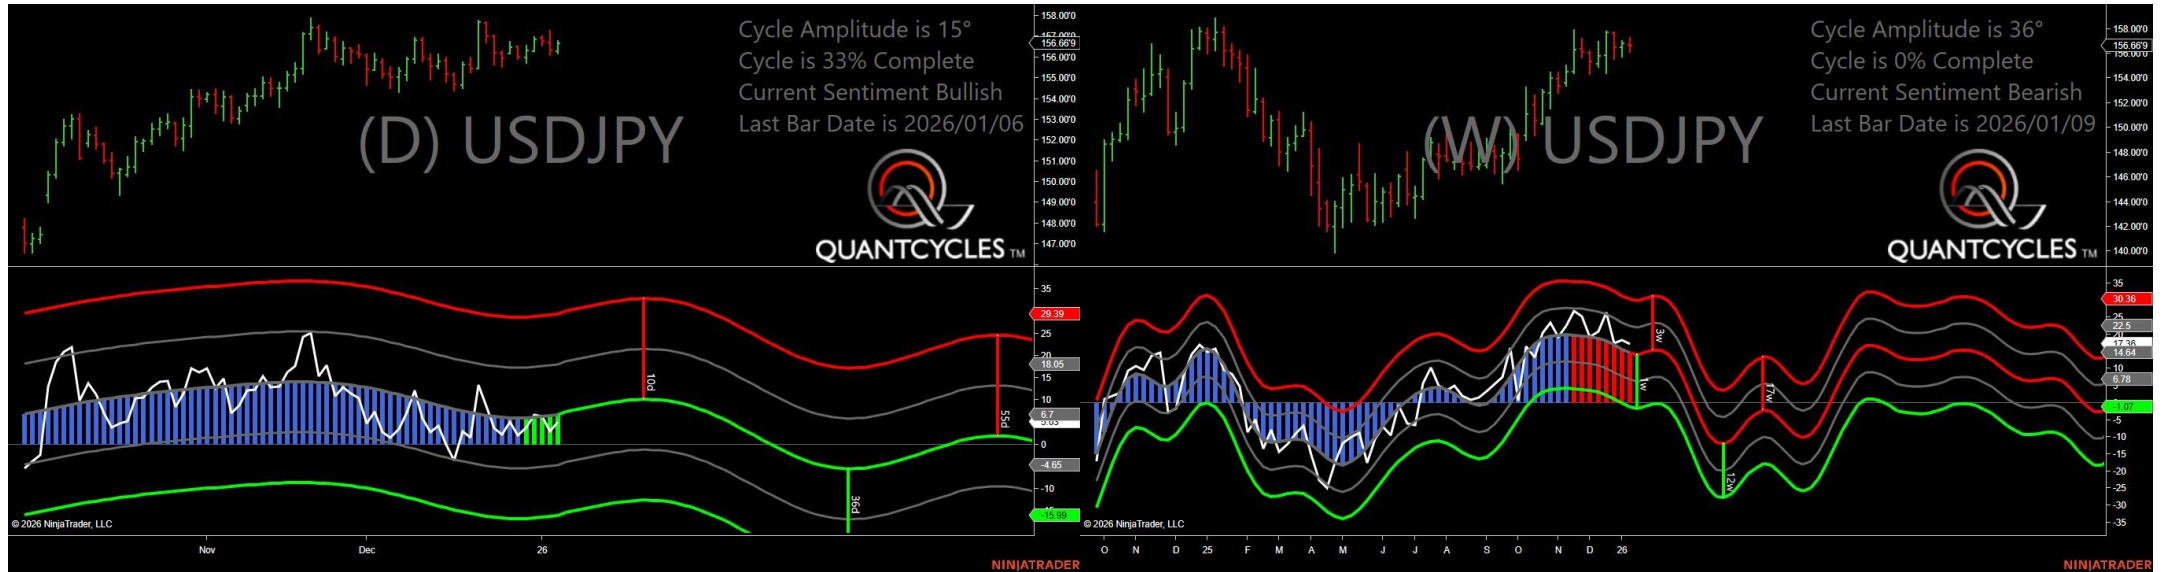 Cycle Amplitude is 15°
Cycle is 33% Complete
Current Sentiment Bullish
Last Bar Date is 2026/01/06
(D) USDJPY
QUANTCYCLES TM
158.00'0
157.00'0
156.66'9
156.00'0
155.00'0
154.00'0
153.00'0
152.00'0
151.00'0
150.00'0
149.00'0
148.00'0
147.00'0
35
29.39
25
20
18.05
15
10
6.7
5.03
0
-4.65
-10
-15.99
10d
36d
55d
© 2026 NinjaTrader, LLC
Nov
Dec
26
NINJATRADER
Cycle Amplitude is 36°
Cycle is 0% Complete
Current Sentiment Bearish
Last Bar Date is 2026/01/09
(W) USDJPY
QUANTCYCLES TM
158.00'0
156.66'9
154.00'0
152.00'0
150.00'0
148.00'0
146.00'0
144.00'0
142.00'0
140.00'0
35
30.36
25
22.5
20
17.36
14.64
10
6.78
-1.07
-5
-10
-15
-20
-25
-30
-35
3w
1w
12w
17w
© 2026 NinjaTrader, LLC
O N D 25 F M A M J J A S O N D 26
NINJATRADER